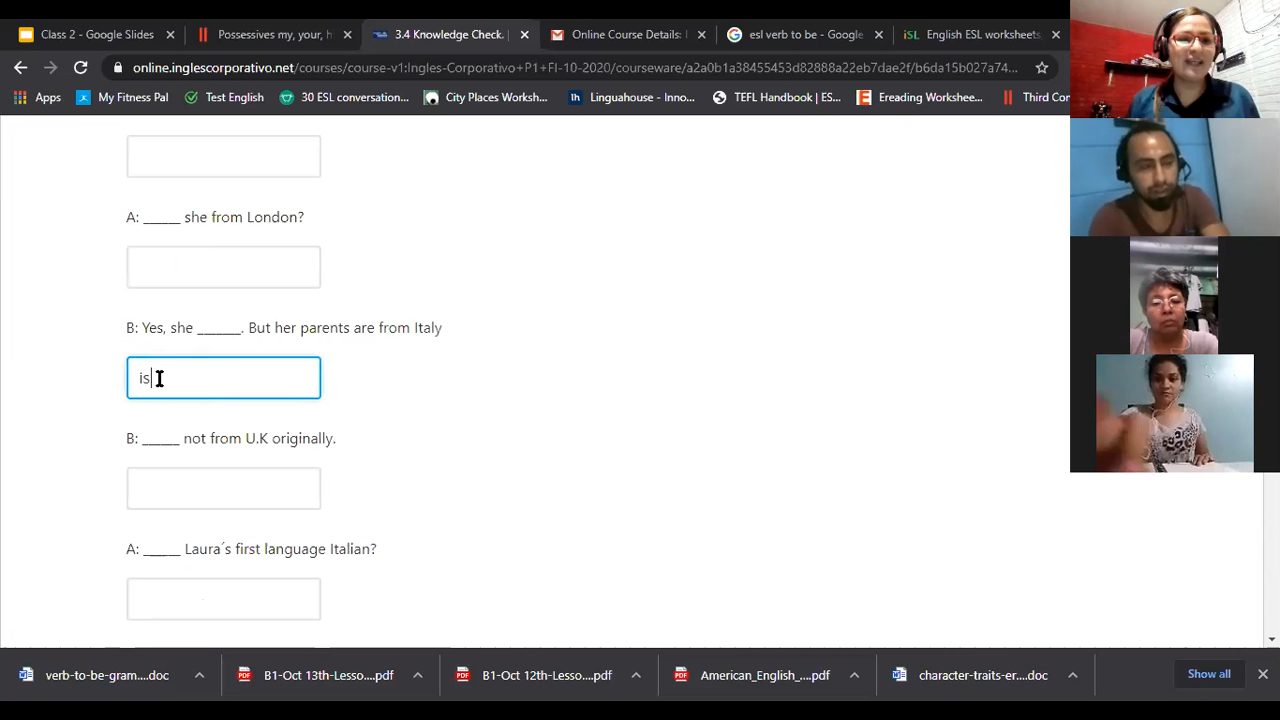 Class 2 - Google Slides
Possessives my, your, h
3.4 Knowledge Check. |
Online Course Details: I
esl verb to be - Google
English ESL worksheets,
online.inglescorporativo.net/courses/course-v1:Ingles-Corporativo+P1+FI-10-2020/courseware/a2a0b1a38455453d82888a22eb7dae2f/b6da15b027a74...
Apps
My Fitness Pal
Test English
30 ESL conversation...
City Places Worksh...
Linguahouse - Inno...
TEFL Handbook | ES...
Ereading Workshee...
Third Con
A: _____ she from London?
B: Yes, she ______. But her parents are from Italy
is
B: _____ not from U.K originally.
A: _____ Laura´s first language Italian?
verb-to-be-gram....doc
B1-Oct 13th-Lesso....pdf
B1-Oct 12th-Lesso....pdf
American_English_....pdf
character-traits-er....doc
Show all